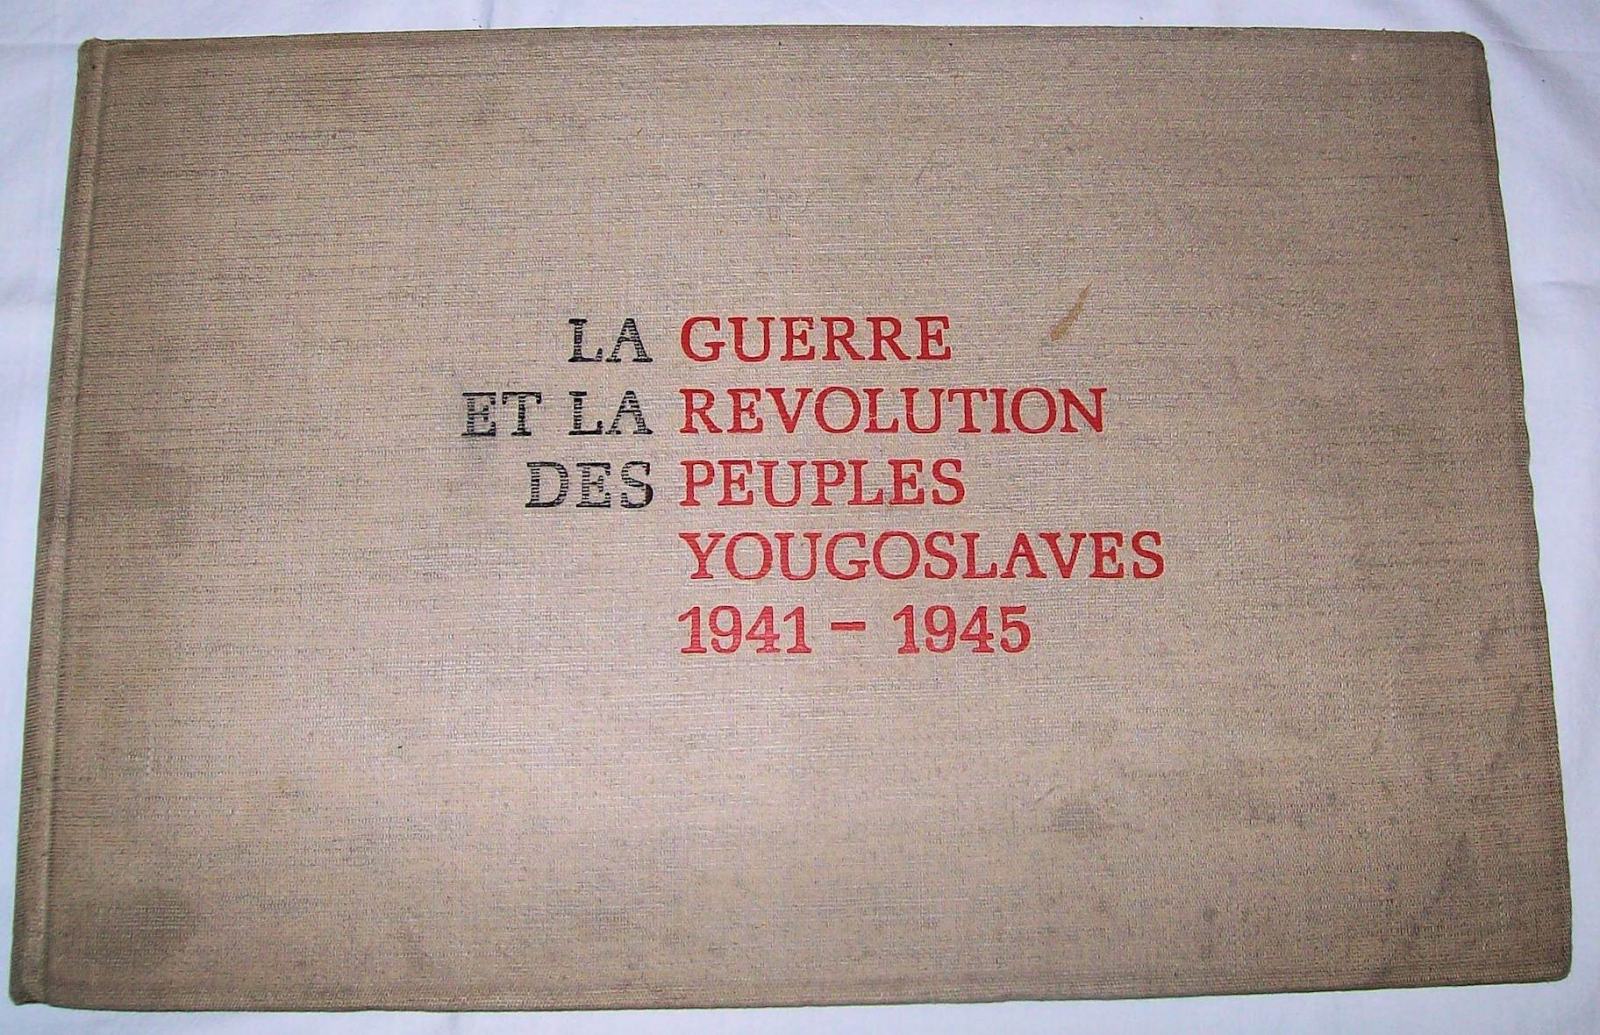 LA GUERRE
ET LA REVOLUTION
DES PEUPLES
YOUGOSLAVES
1941 – 1945